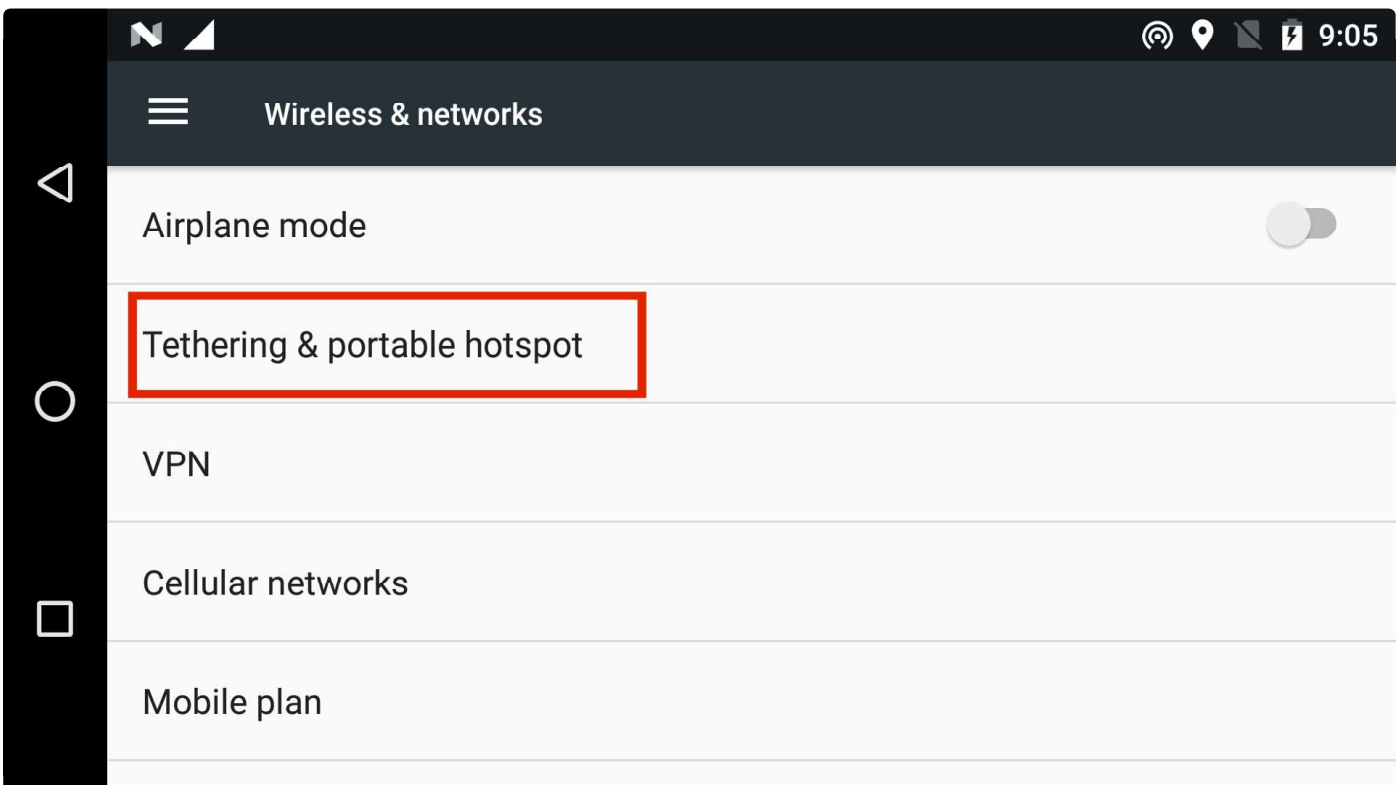 9:05
Wireless & networks
Airplane mode
Tethering & portable hotspot
VPN
Cellular networks
Mobile plan